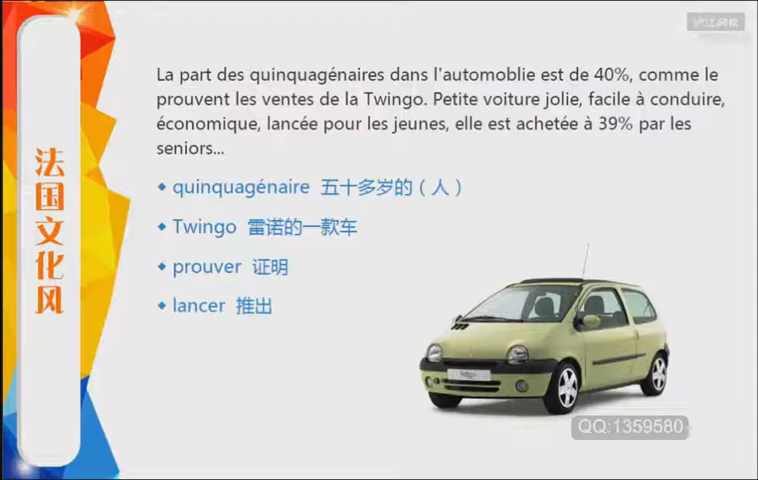 沪江网校
La part des quinquagénaires dans l'automoblie est de 40%, comme le
prouvent les ventes de la Twingo. Petite voiture jolie, facile à conduire,
économique, lancée pour les jeunes, elle est achetée à 39% par les
seniors...
法国文化风
◆ quinquagénaire 五十多岁的（人）
◆ Twingo 雷诺的一款车
◆ prouver 证明
◆ lancer 推出
QQ:1359580